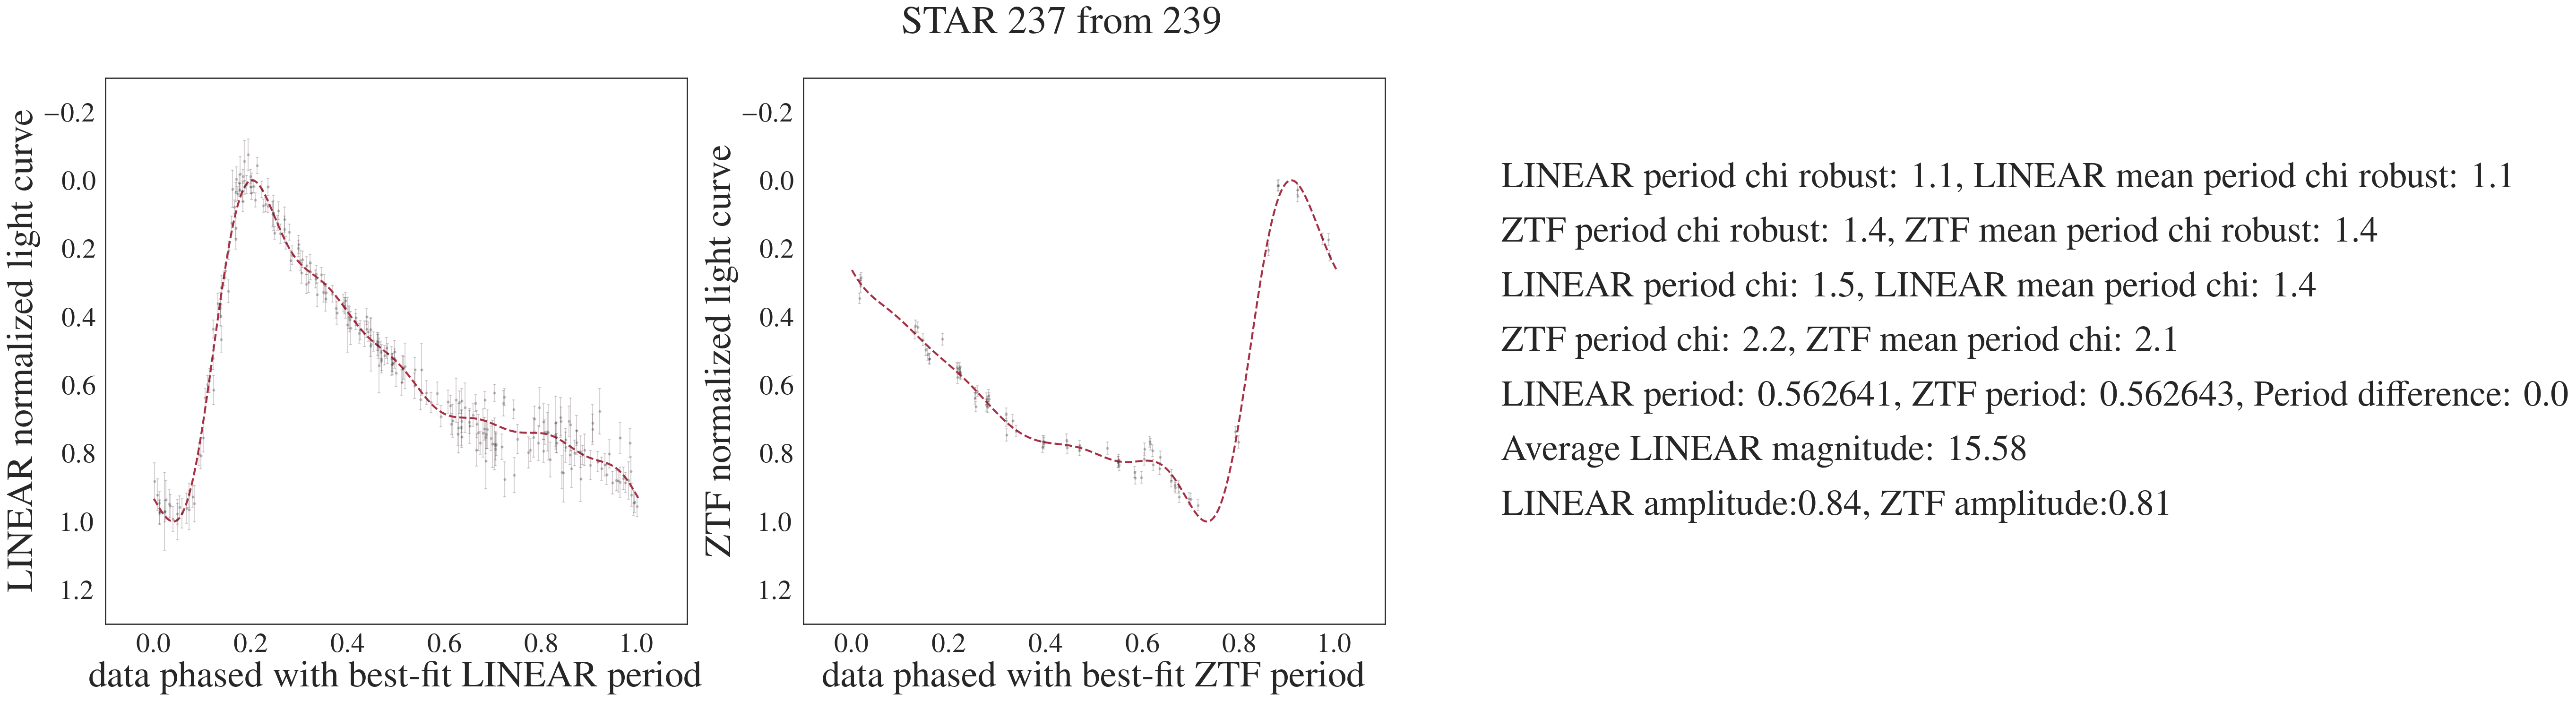 STAR 237 from 239
LINEAR normalized light curve
−0.2
0.0
0.2
0.4
0.6
0.8
1.0
1.2
0.0 0.2 0.4 0.6 0.8 1.0
data phased with best-fit LINEAR period
ZTF normalized light curve
−0.2
0.0
0.2
0.4
0.6
0.8
1.0
1.2
0.0 0.2 0.4 0.6 0.8 1.0
data phased with best-fit ZTF period
LINEAR period chi robust: 1.1, LINEAR mean period chi robust: 1.1
ZTF period chi robust: 1.4, ZTF mean period chi robust: 1.4
LINEAR period chi: 1.5, LINEAR mean period chi: 1.4
ZTF period chi: 2.2, ZTF mean period chi: 2.1
LINEAR period: 0.562641, ZTF period: 0.562643, Period difference: 0.0
Average LINEAR magnitude: 15.58
LINEAR amplitude:0.84, ZTF amplitude:0.81